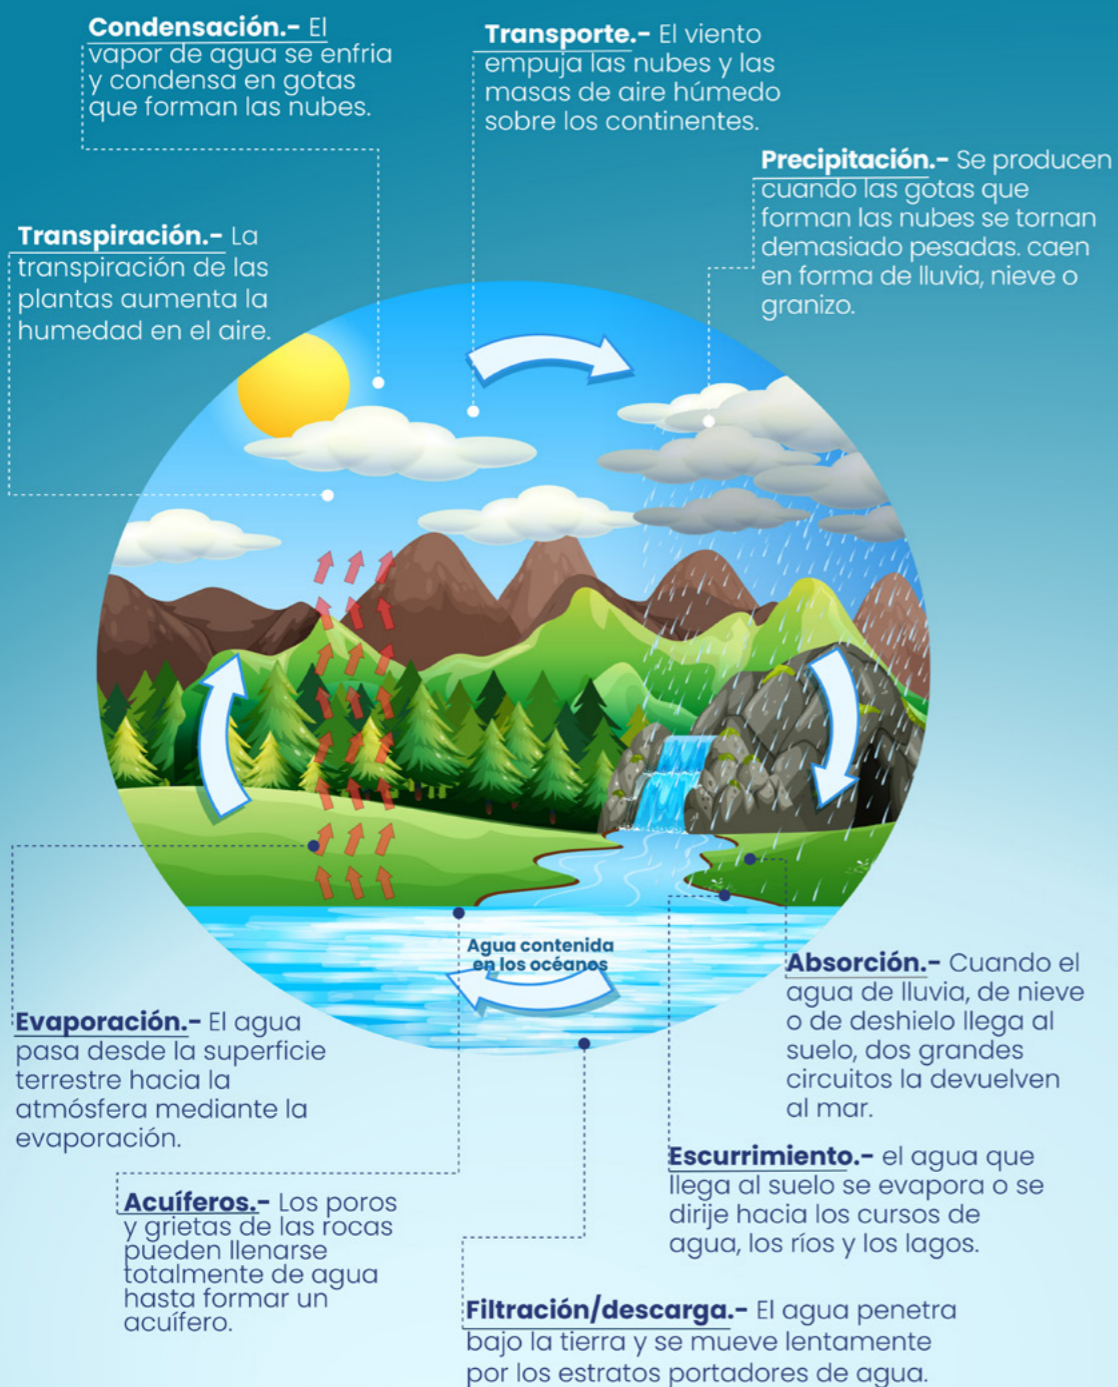 Condensación.- El
vapor de agua se enfria
y condensa en gotas
que forman las nubes.
Transporte.- El viento
empuja las nubes y las
masas de aire húmedo
sobre los continentes.
Precipitación.- Se producen
cuando las gotas que
forman las nubes se tornan
demasiado pesadas. caen
en forma de lluvia, nieve o
granizo.
Transpiración.- La
transpiración de las
plantas aumenta la
humedad en el aire.
Agua contenida
en los océanos
Absorción.- Cuando el
agua de lluvia, de nieve
o de deshielo llega al
suelo, dos grandes
circuitos la devuelven
al mar.
Evaporación.- El agua
pasa desde la superficie
terrestre hacia la
atmósfera mediante la
evaporación.
Escurrimiento.- el agua que
llega al suelo se evapora o se
dirije hacia los cursos de
agua, los ríos y los lagos.
Acuíferos.- Los poros
y grietas de las rocas
pueden llenarse
totalmente de agua
hasta formar un
acuífero.
Filtración/descarga.- El agua penetra
bajo la tierra y se mueve lentamente
por los estratos portadores de agua.